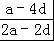 a − 4d
2a − 2d